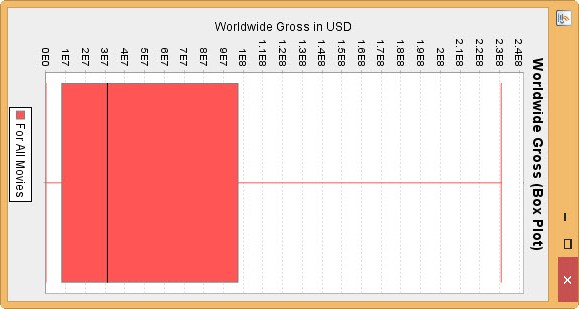 Worldwide Gross (Box Plot)
Worldwide Gross in USD
2.4E8
2.3E8
2.2E8
2.1E8
2E8
1.9E8
1.8E8
1.7E8
1.6E8
1.5E8
1.4E8
1.3E8
1.2E8
1.1E8
1E8
9E7
8E7
7E7
6E7
5E7
4E7
3E7
2E7
1E7
0E0
For All Movies